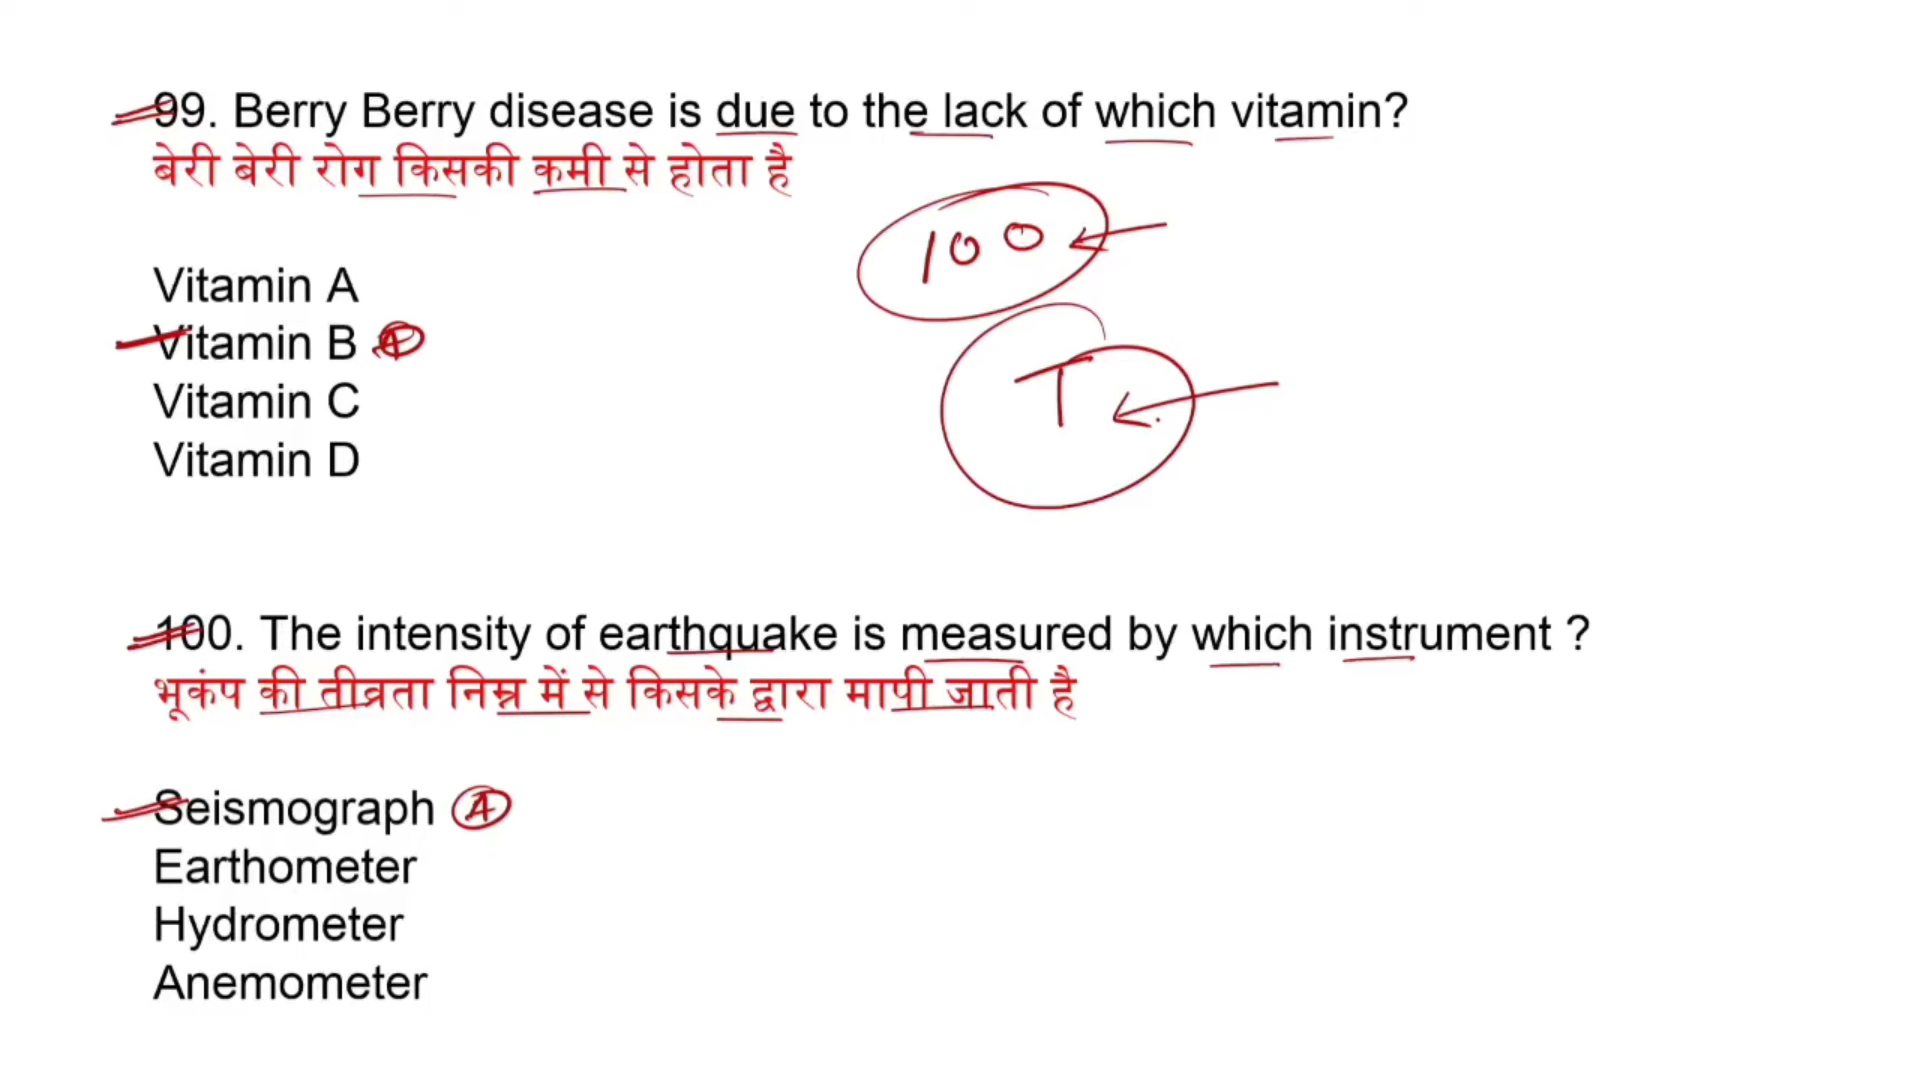 99. Berry Berry disease is due to the lack of which vitamin?
बेरी बेरी रोग किसकी कमी से होता है
100
Vitamin A
Vitamin B A
T
Vitamin C
Vitamin D
100. The intensity of earthquake is measured by which instrument ?
भूकंप की तीव्रता निम्न में से किसके द्वारा मापी जाती है
Seismograph A
Earthometer
Hydrometer
Anemometer